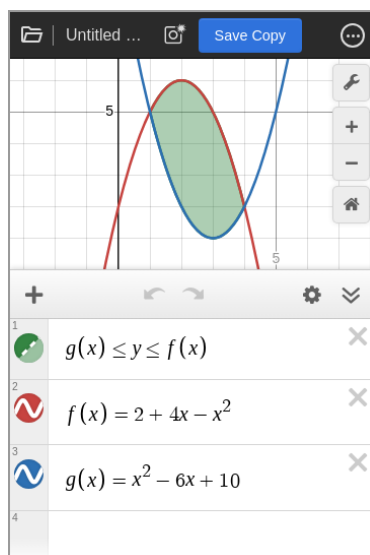 Untitled ...
Save Copy
5
5
1
g(x) ≤ y ≤ f(x)
2
f(x) = 2 + 4x − x²
3
g(x) = x² − 6x + 10
4